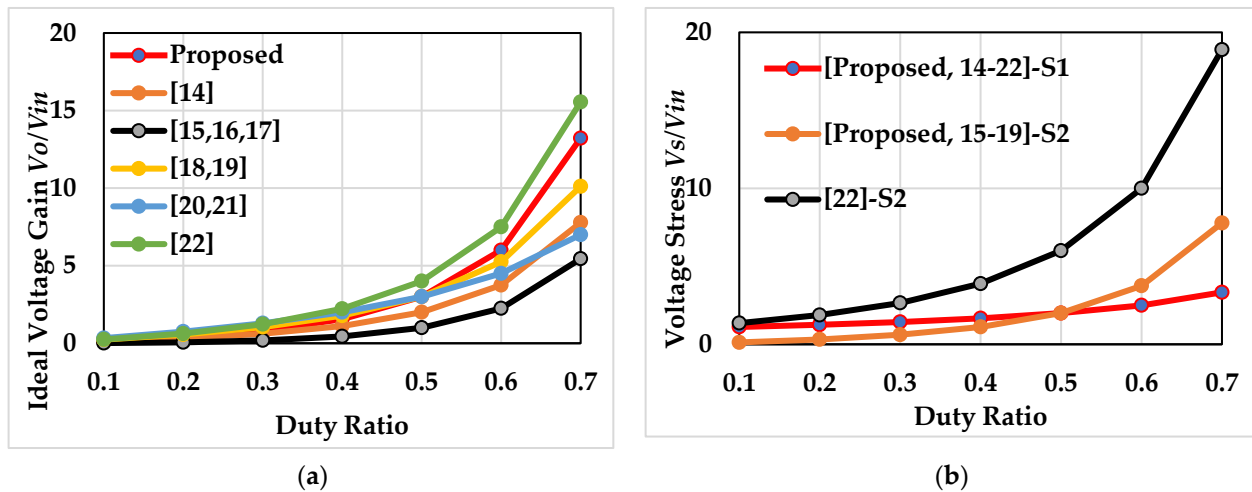 Ideal Voltage Gain Vo/Vin
20
15
10
5
0
Proposed
[14]
[15,16,17]
[18,19]
[20,21]
[22]
0.1 0.2 0.3 0.4 0.5 0.6 0.7
Duty Ratio
(a)
Voltage Stress Vs/Vin
20
10
0
[Proposed, 14-22]-S1
[Proposed, 15-19]-S2
[22]-S2
0.1 0.2 0.3 0.4 0.5 0.6 0.7
Duty Ratio
(b)